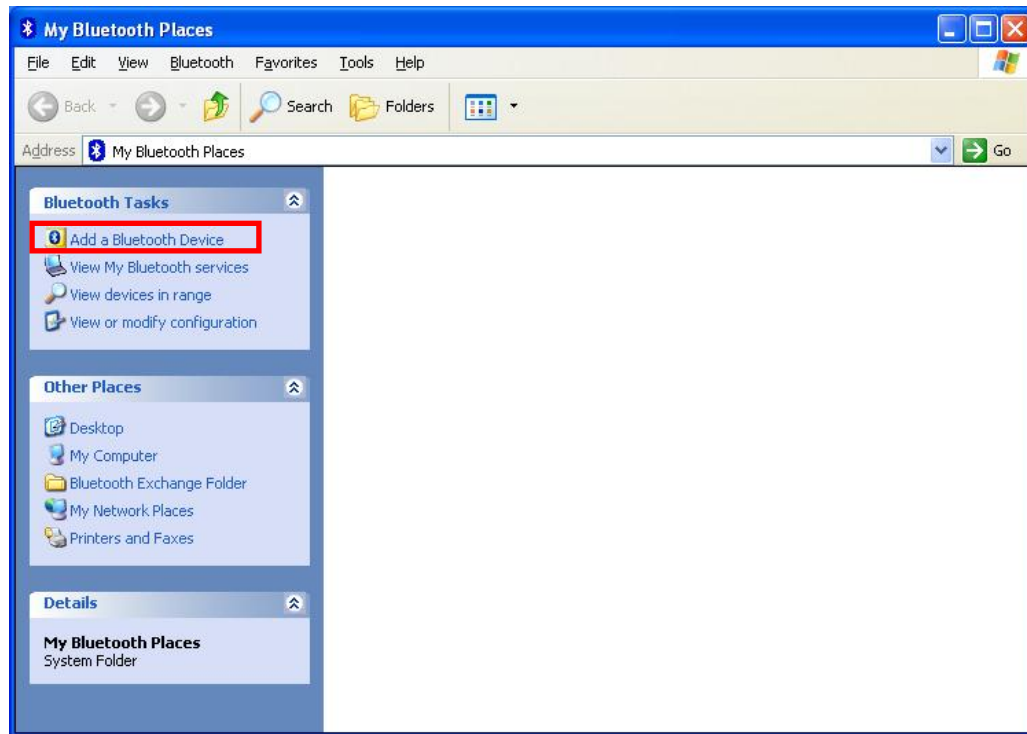 My Bluetooth Places
File Edit View Bluetooth Favorites Tools Help
Back Search Folders
Address My Bluetooth Places Go
Bluetooth Tasks
Add a Bluetooth Device
View My Bluetooth services
View devices in range
View or modify configuration
Other Places
Desktop
My Computer
Bluetooth Exchange Folder
My Network Places
Printers and Faxes
Details
My Bluetooth Places
System Folder